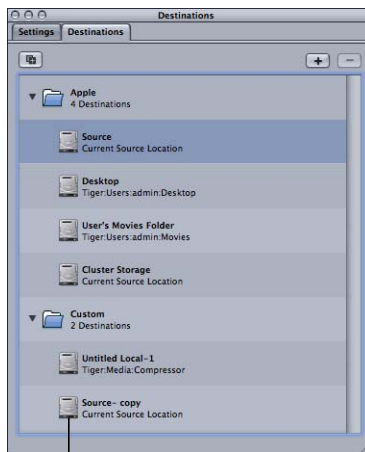 Destinations
Settings
Destinations
Apple
4 Destinations
Source
Current Source Location
Desktop
Tiger:Users:admin:Desktop
User's Movies Folder
Tiger:Users:admin:Movies
Cluster Storage
Current Source Location
Custom
2 Destinations
Untitled Local-1
Tiger:Media:Compressor
Source- copy
Current Source Location